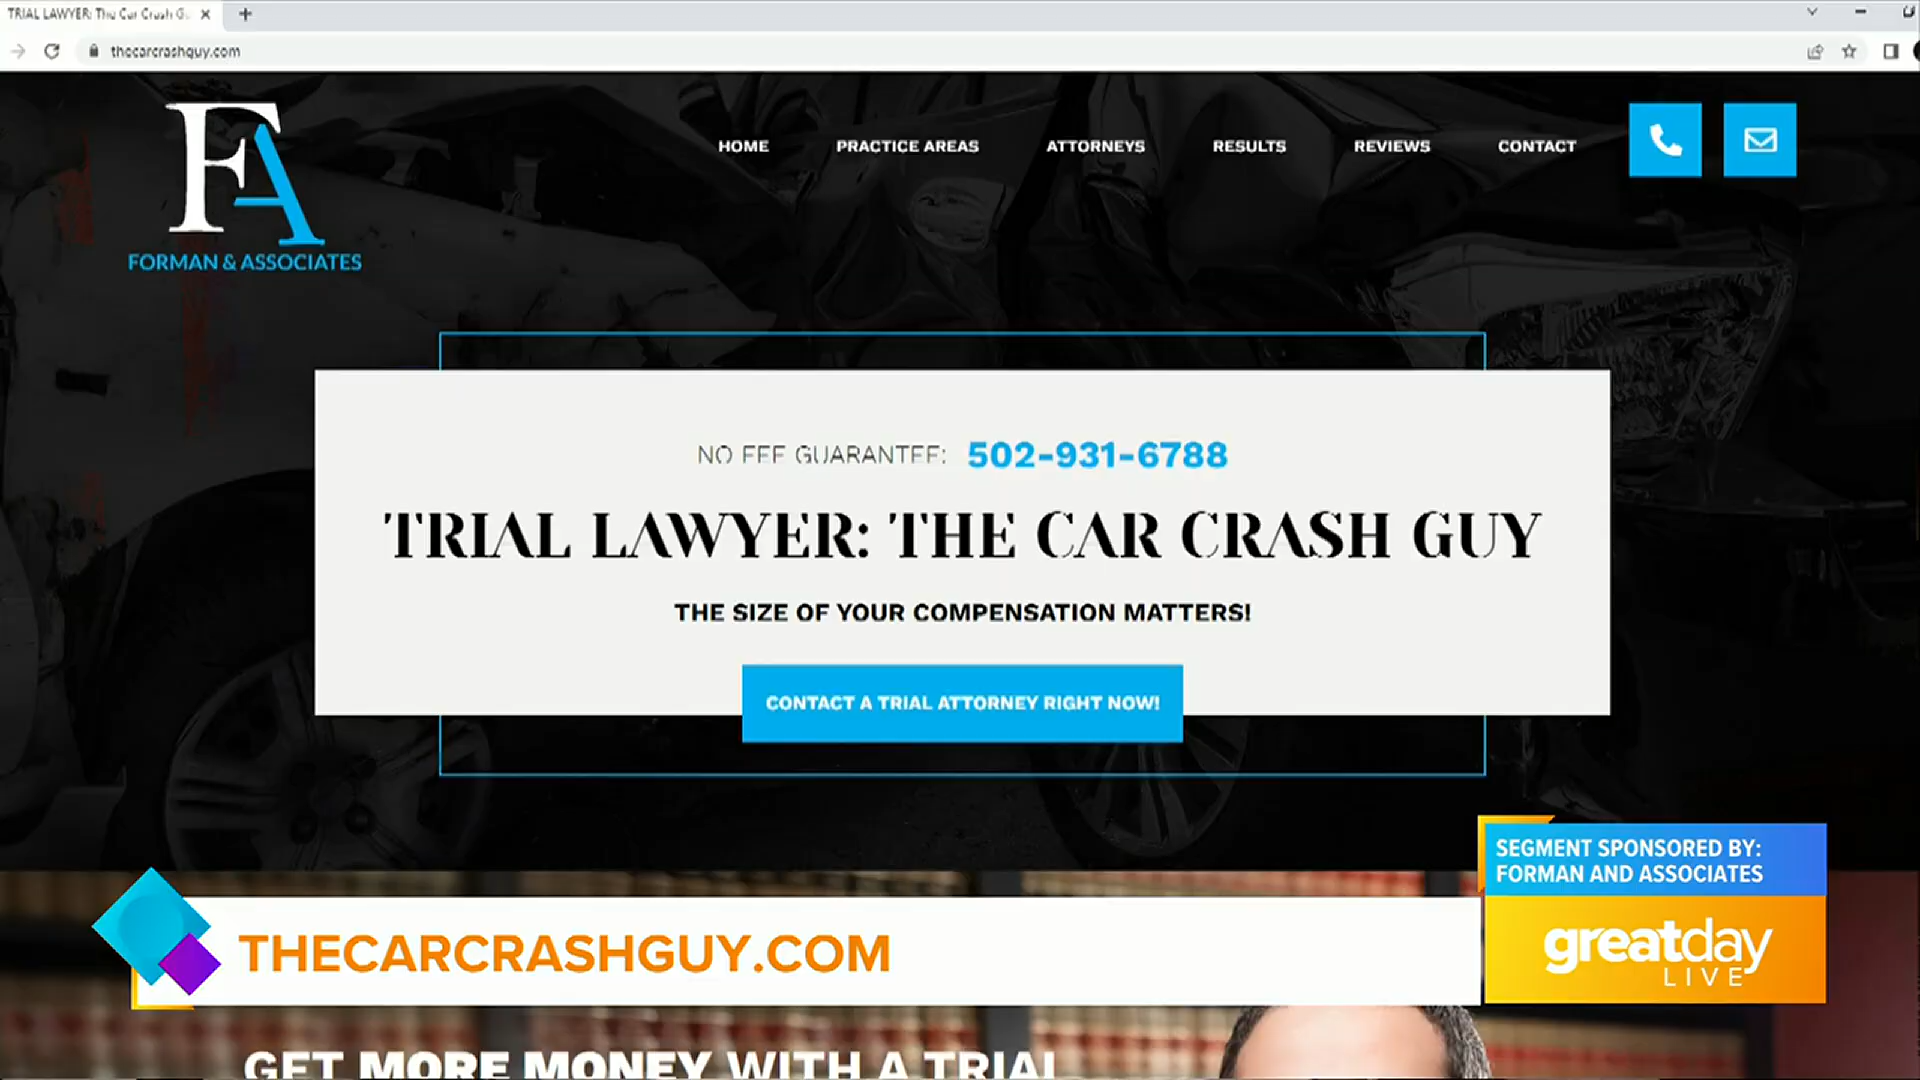 TRIAL LAWYER: The Car Crash G
thecarcrashguy.com
FA
FORMAN & ASSOCIATES
HOME PRACTICE AREAS ATTORNEYS RESULTS REVIEWS CONTACT
NO FEE GUARANTEE: 502-931-6788
TRIAL LAWYER: THE CAR CRASH GUY
THE SIZE OF YOUR COMPENSATION MATTERS!
CONTACT A TRIAL ATTORNEY RIGHT NOW!
SEGMENT SPONSORED BY:
FORMAN AND ASSOCIATES
greatday
LIVE
THECARCRASHGUY.COM
GET MORE MONEY WITH A TRIAL